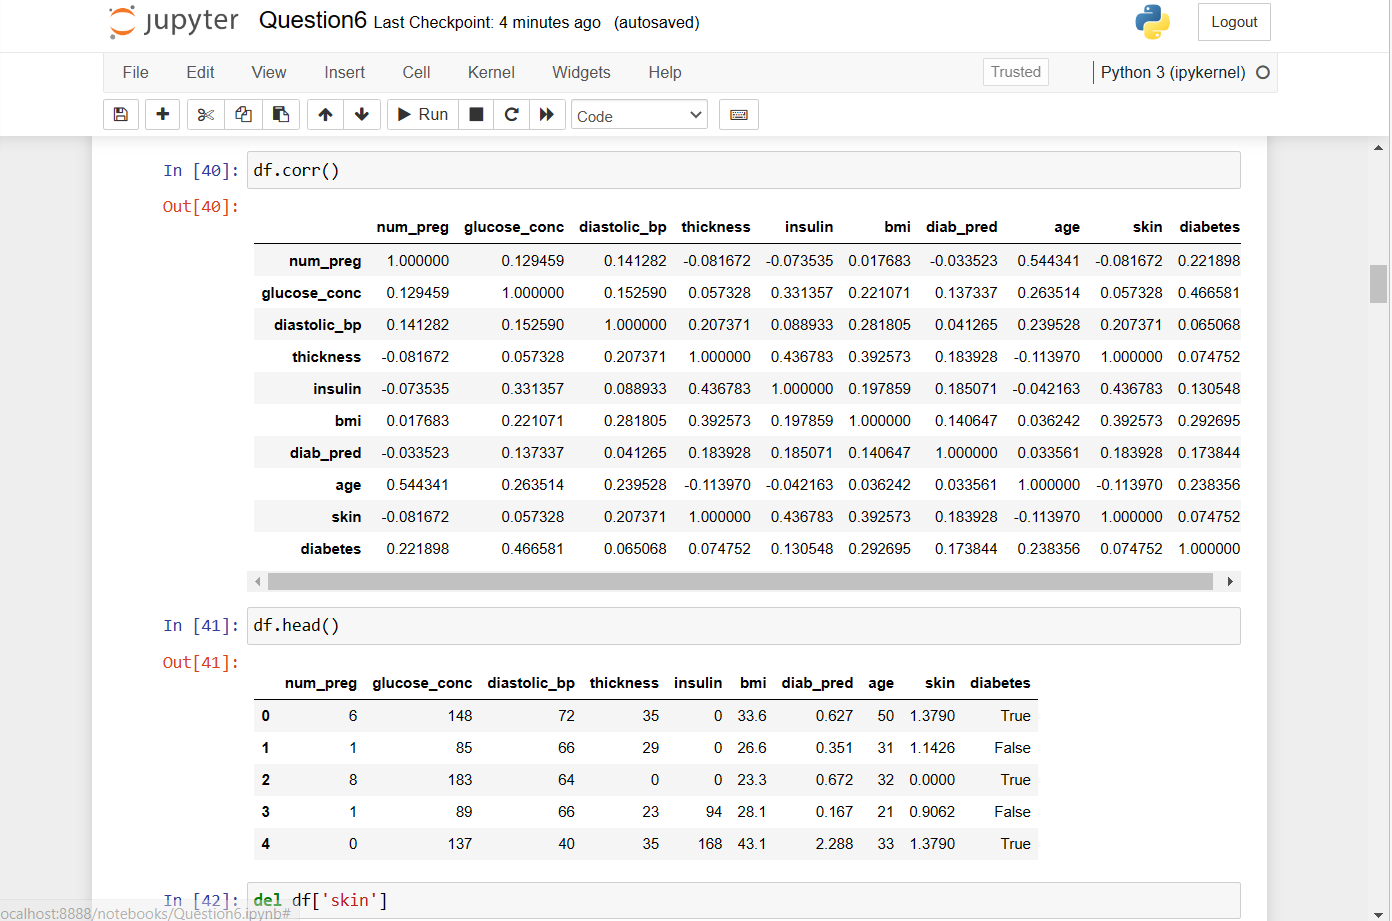 jupyter Question6 Last Checkpoint: 4 minutes ago (autosaved) Logout
File Edit View Insert Cell Kernel Widgets Help Trusted Python 3 (ipykernel)
Run Code
In [40]: df.corr()
Out[40]:
num_preg glucose_conc diastolic_bp thickness insulin bmi diab_pred age skin diabetes
num_preg 1.000000 0.129459 0.141282 -0.081672 -0.073535 0.017683 -0.033523 0.544341 -0.081672 0.221898
glucose_conc 0.129459 1.000000 0.152590 0.057328 0.331357 0.221071 0.137337 0.263514 0.057328 0.466581
diastolic_bp 0.141282 0.152590 1.000000 0.207371 0.088933 0.281805 0.041265 0.239528 0.207371 0.065068
thickness -0.081672 0.057328 0.207371 1.000000 0.436783 0.392573 0.183928 -0.113970 1.000000 0.074752
insulin -0.073535 0.331357 0.088933 0.436783 1.000000 0.197859 0.185071 -0.042163 0.436783 0.130548
bmi 0.017683 0.221071 0.281805 0.392573 0.197859 1.000000 0.140647 0.036242 0.392573 0.292695
diab_pred -0.033523 0.137337 0.041265 0.183928 0.185071 0.140647 1.000000 0.033561 0.183928 0.173844
age 0.544341 0.263514 0.239528 -0.113970 -0.042163 0.036242 0.033561 1.000000 -0.113970 0.238356
skin -0.081672 0.057328 0.207371 1.000000 0.436783 0.392573 0.183928 -0.113970 1.000000 0.074752
diabetes 0.221898 0.466581 0.065068 0.074752 0.130548 0.292695 0.173844 0.238356 0.074752 1.000000
In [41]: df.head()
Out[41]:
num_preg glucose_conc diastolic_bp thickness insulin bmi diab_pred age skin diabetes
0 6 148 72 35 0 33.6 0.627 50 1.3790 True
1 1 85 66 29 0 26.6 0.351 31 1.1426 False
2 8 183 64 0 0 23.3 0.672 32 0.0000 True
3 1 89 66 23 94 28.1 0.167 21 0.9062 False
4 0 137 40 35 168 43.1 2.288 33 1.3790 True
In [42]: del df['skin']
ocalhost:8888/notebooks/Question6.ipynb#